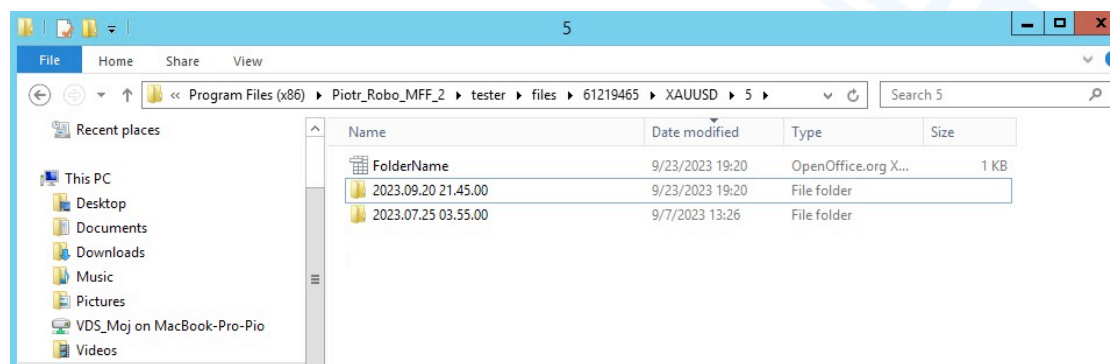 5
File Home Share View
« Program Files (x86) Piotr_Robo_MFF_2 tester files 61219465 XAUUSD 5 Search 5
Recent places
This PC
Desktop
Documents
Downloads
Music
Pictures
VDS_Moj on MacBook-Pro-Pio
Videos
Name Date modified Type Size
FolderName 9/23/2023 19:20 OpenOffice.org X... 1 KB
2023.09.20 21.45.00 9/23/2023 19:20 File folder
2023.07.25 03.55.00 9/7/2023 13:26 File folder